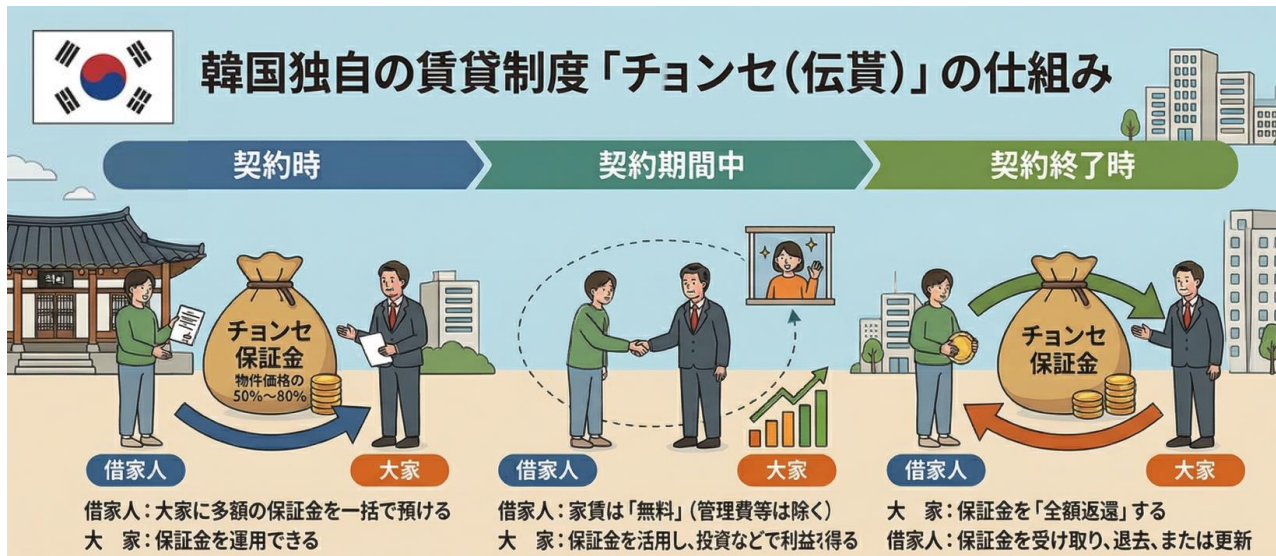 韓国独自の賃貸制度「チョンセ(伝貰)」の仕組み
契約時
契約期間中
契約終了時
チョンセ
保証金
物件価格の
50%～80%
借家人
大家
借家人：大家に多額の保証金を一括で預ける
大　家：保証金を運用できる
借家人
大家
借家人：家賃は「無料」（管理費等は除く）
大　家：保証金を活用し、投資などで利益を得る
チョンセ
保証金
借家人
大家
大　家：保証金を「全額返還」する
借家人：保証金を受け取り、退去、または更新